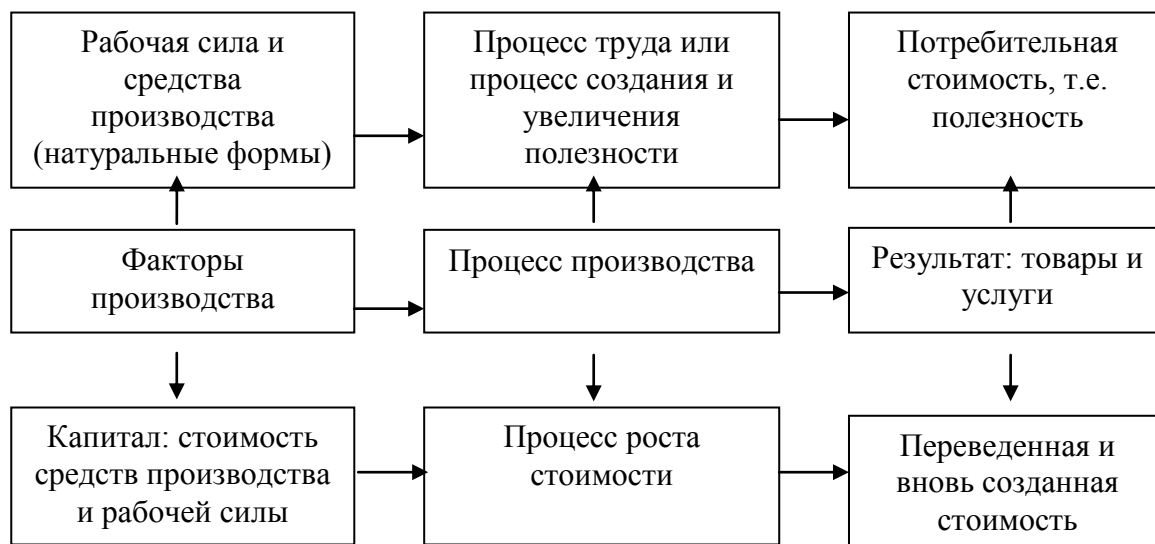 Рабочая сила и
средства
производства
(натуральные формы)
Процесс труда или
процесс создания и
увеличения
полезности
Потребительная
стоимость, т.е.
полезность
Факторы
производства
Процесс производства
Результат: товары и
услуги
Капитал: стоимость
средств производства
и рабочей силы
Процесс роста
стоимости
Переведенная и
вновь созданная
стоимость